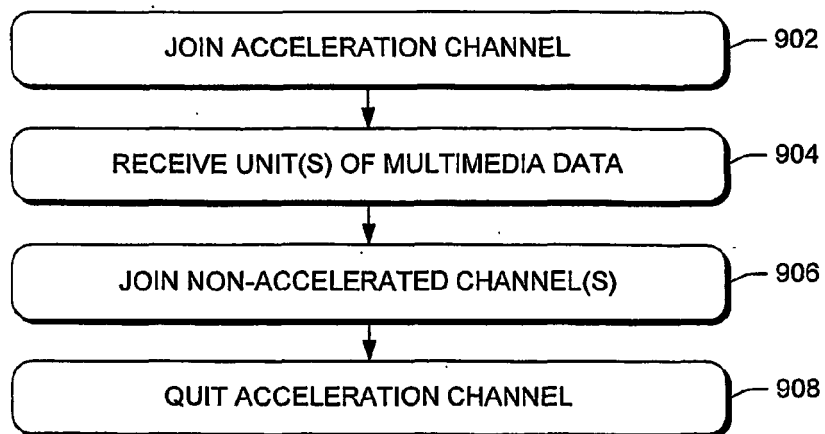 JOIN ACCELERATION CHANNEL 902
RECEIVE UNIT(S) OF MULTIMEDIA DATA 904
JOIN NON-ACCELERATED CHANNEL(S) 906
QUIT ACCELERATION CHANNEL 908